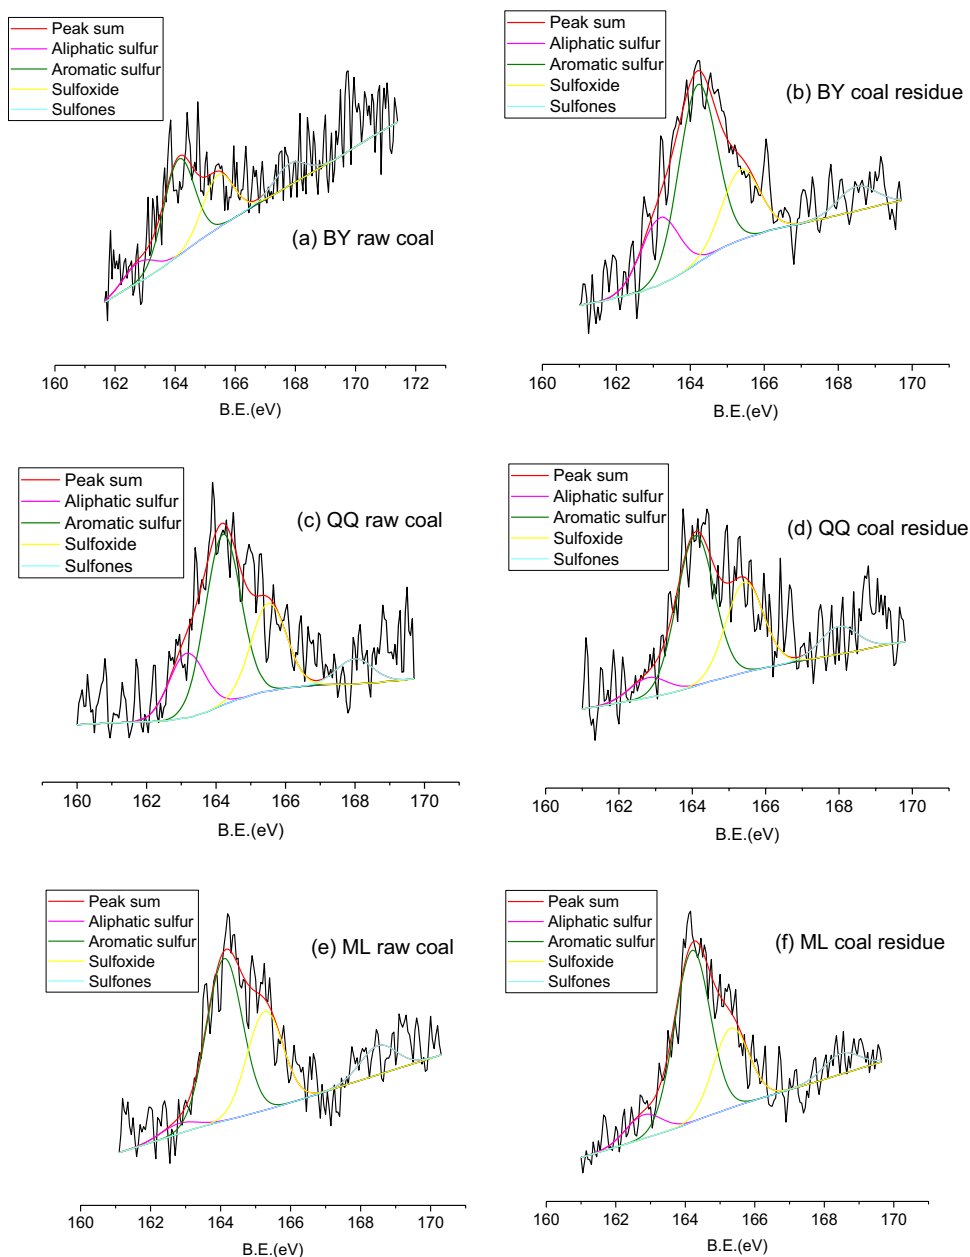 Peak sum
Aliphatic sulfur
Aromatic sulfur
Sulfoxide
Sulfones
(a) BY raw coal
160 162 164 166 168 170 172
B.E.(eV)
Peak sum
Aliphatic sulfur
Aromatic sulfur
Sulfoxide
Sulfones
(b) BY coal residue
160 162 164 166 168 170
B.E.(eV)
Peak sum
Aliphatic sulfur
Aromatic sulfur
Sulfoxide
Sulfones
(c) QQ raw coal
160 162 164 166 168 170
B.E.(eV)
Peak sum
Aliphatic sulfur
Aromatic sulfur
Sulfoxide
Sulfones
(d) QQ coal residue
160 162 164 166 168 170
B.E.(eV)
Peak sum
Aliphatic sulfur
Aromatic sulfur
Sulfoxide
Sulfones
(e) ML raw coal
160 162 164 166 168 170
B.E.(eV)
Peak sum
Aliphatic sulfur
Aromatic sulfur
Sulfoxide
Sulfones
(f) ML coal residue
160 162 164 166 168 170
B.E.(eV)